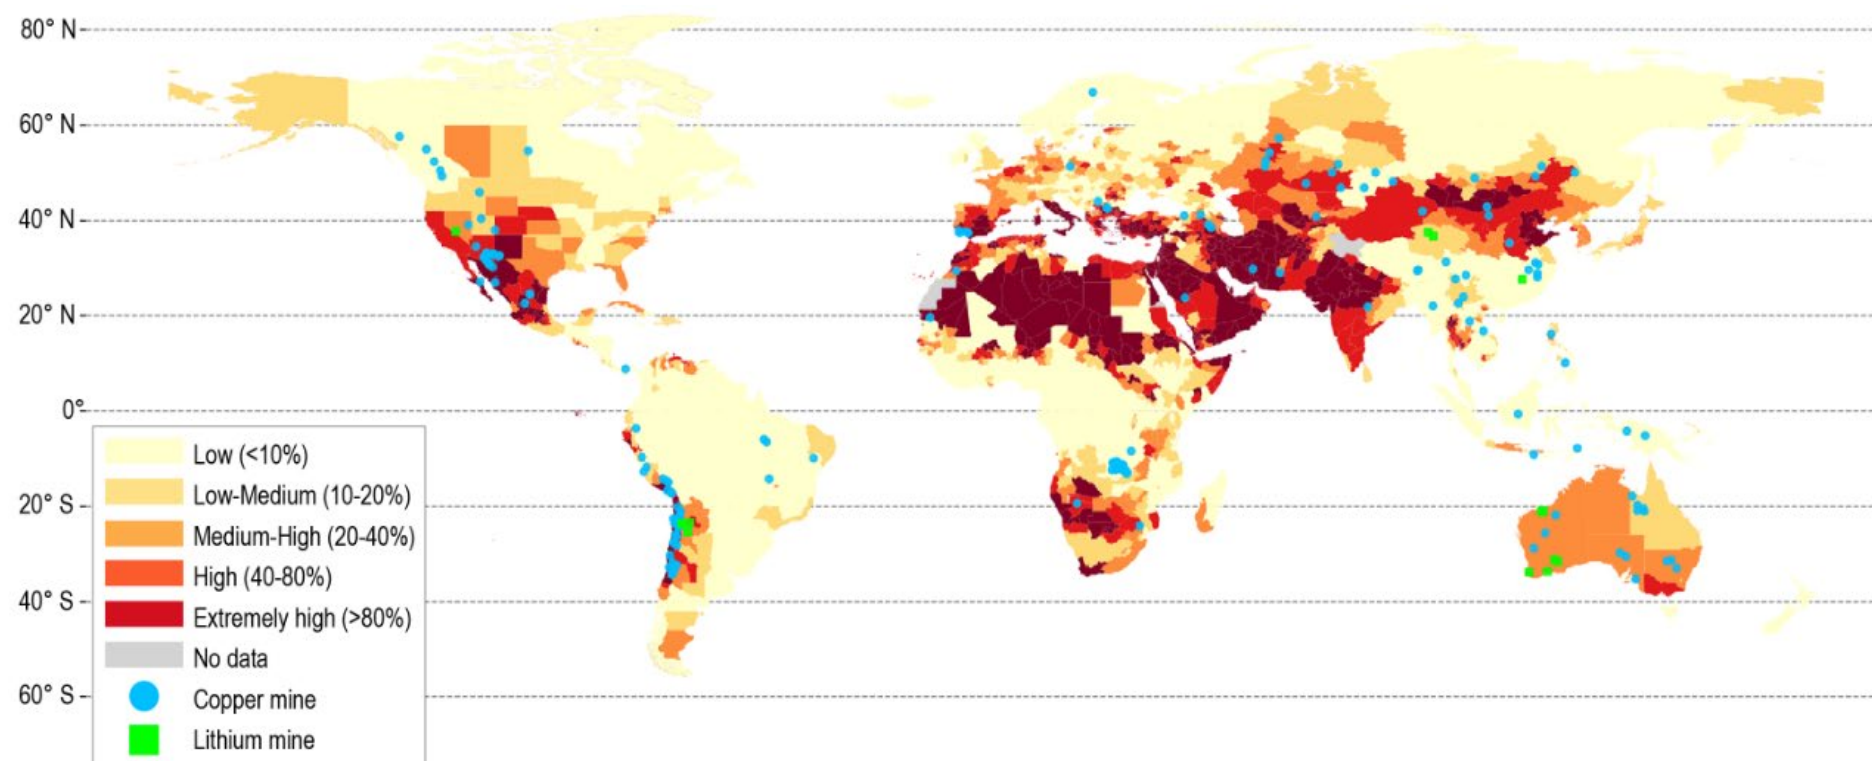 80° N
60° N
40° N
20° N
0°
20° S
40° S
60° S
Low (<10%)
Low-Medium (10-20%)
Medium-High (20-40%)
High (40-80%)
Extremely high (>80%)
No data
Copper mine
Lithium mine